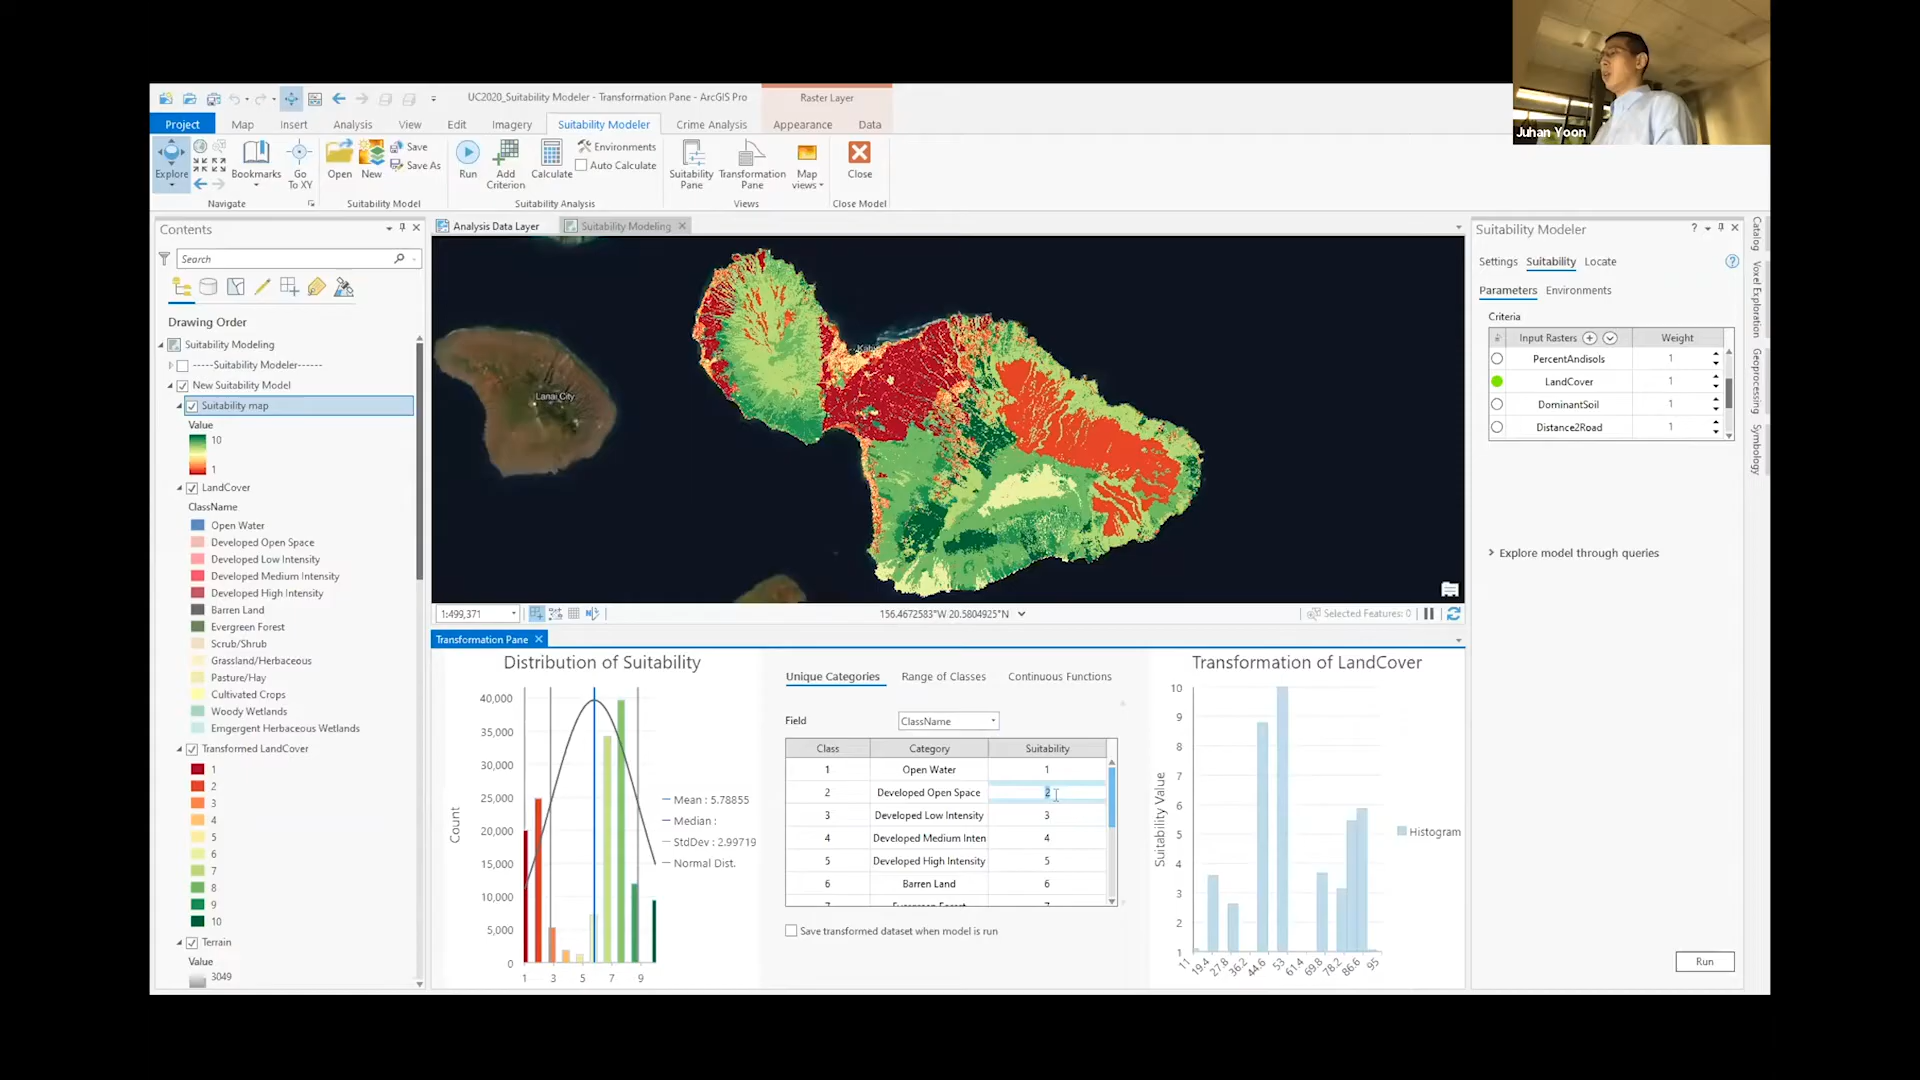 Juhan Yoon
UC2020_Suitability Modeler - Transformation Pane - ArcGIS Pro
Raster Layer
Project Map Insert Analysis View Edit Imagery Suitability Modeler Crime Analysis Appearance Data
Explore
Bookmarks
Go To XY
Navigate
Open
New
Save
Save As
Suitability Model
Run
Add Criterion
Calculate
Environments
Auto Calculate
Suitability Analysis
Suitability Pane
Transformation Pane
Map views
Views
Close
Close Model
Contents
Search
Drawing Order
Suitability Modeling
-----Suitability Modeler------
New Suitability Model
Suitability map
Value
10
1
LandCover
ClassName
Open Water
Developed Open Space
Developed Low Intensity
Developed Medium Intensity
Developed High Intensity
Barren Land
Evergreen Forest
Scrub/Shrub
Grassland/Herbaceous
Pasture/Hay
Cultivated Crops
Woody Wetlands
Emgergent Herbaceous Wetlands
Transformed LandCover
1
2
3
4
5
6
7
8
9
10
Terrain
Value
3049
Analysis Data Layer
Suitability Modeling
Lanai City
1:499,371
156.4672583°W 20.5804925°N
Selected Features: 0
Transformation Pane
Distribution of Suitability
40,000
35,000
30,000
25,000
20,000
15,000
10,000
5,000
0
Count
1 3 5 7 9
Mean : 5.78855
Median :
StdDev : 2.99719
Normal Dist.
Unique Categories Range of Classes Continuous Functions
Field ClassName
Class Category Suitability
1 Open Water 1
2 Developed Open Space 2
3 Developed Low Intensity 3
4 Developed Medium Inten 4
5 Developed High Intensity 5
6 Barren Land 6
7 Evergreen Forest 7
Save transformed dataset when model is run
Transformation of LandCover
10
9
8
7
6
5
4
3
2
1
Suitability Value
11 19.4 27.8 36.2 44.6 53 61.4 69.8 78.2 86.6 95
Histogram
Suitability Modeler
Settings Suitability Locate
Parameters Environments
Criteria
Input Rasters Weight
PercentAndisols 1
LandCover 1
DominantSoil 1
Distance2Road 1
Explore model through queries
Run
Catalog
Voxel Exploration
Geoprocessing
Symbology